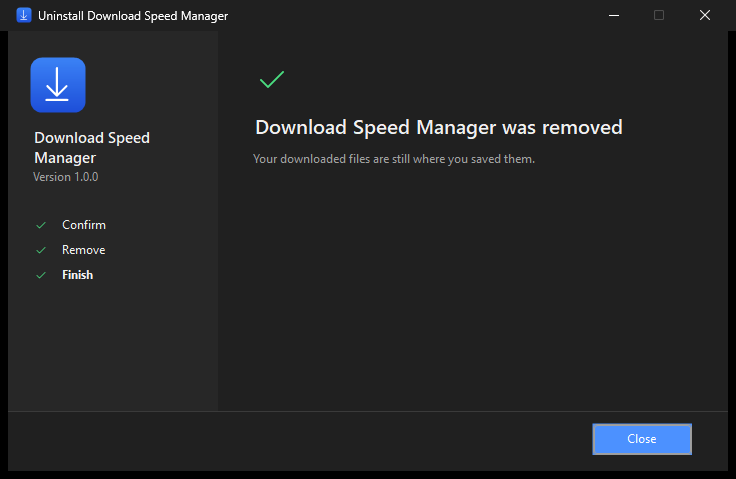 Uninstall Download Speed Manager
Download Speed
Manager
Version 1.0.0
Confirm
Remove
Finish
Download Speed Manager was removed
Your downloaded files are still where you saved them.
Close